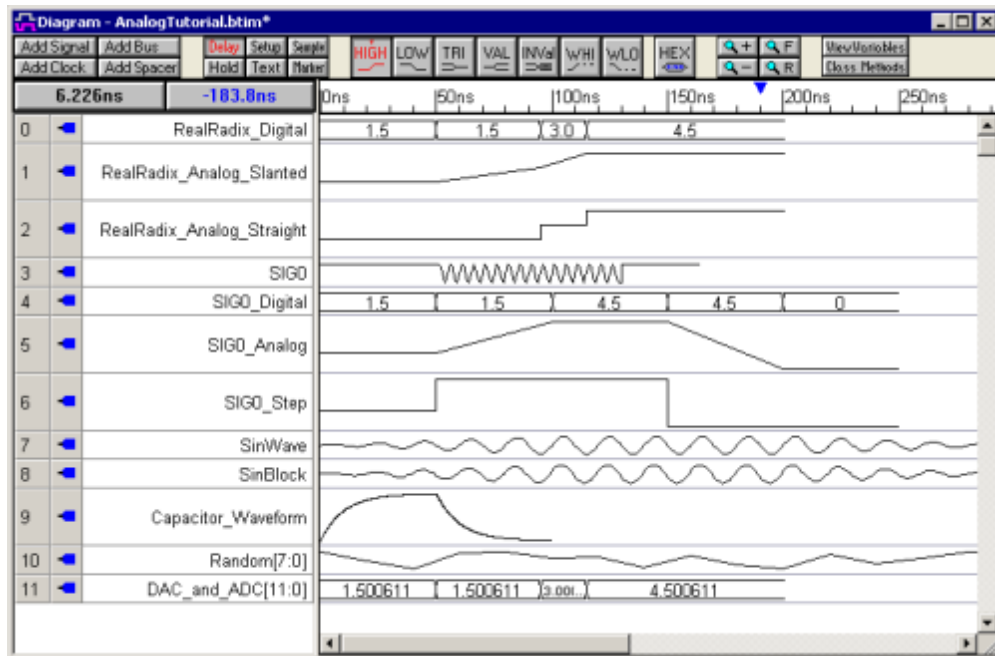 Diagram - AnalogTutorial.btim*
Add Signal Add Bus Delay Setup Sample HIGH LOW TRI VAL INVal WHI WLO HEX + F View Variables
Add Clock Add Spacer Hold Text Marker - R Class Methods
6.226ns -183.8ns 0ns 50ns 100ns 150ns 200ns 250ns
0 RealRadix_Digital 1.5 1.5 3.0 4.5
1 RealRadix_Analog_Slanted
2 RealRadix_Analog_Straight
3 SIG0
4 SIG0_Digital 1.5 1.5 4.5 4.5 0
5 SIG0_Analog
6 SIG0_Step
7 SinWave
8 SinBlock
9 Capacitor_Waveform
10 Random[7:0]
11 DAC_and_ADC[11:0] 1.500611 1.500611 3.00(... 4.500611